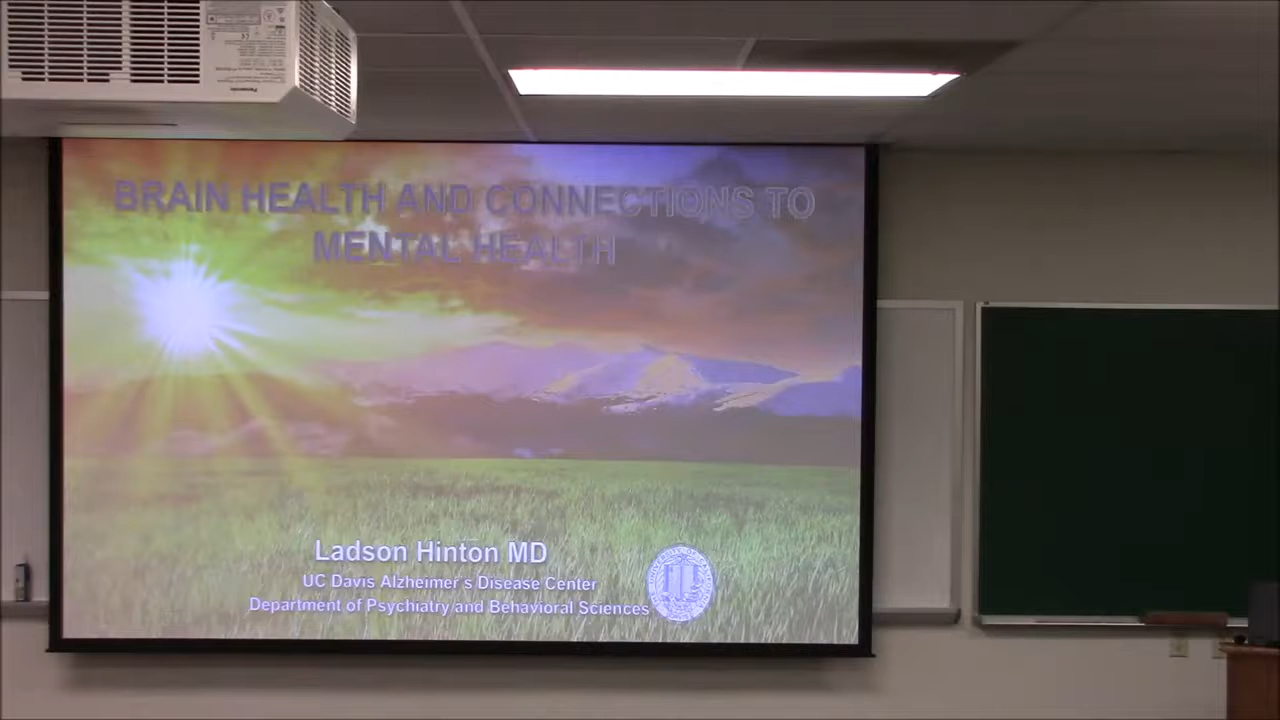 BRAIN HEALTH AND CONNECTIONS TO
MENTAL HEALTH
Ladson Hinton MD
UC Davis Alzheimer's Disease Center
Department of Psychiatry and Behavioral Sciences
Panasonic